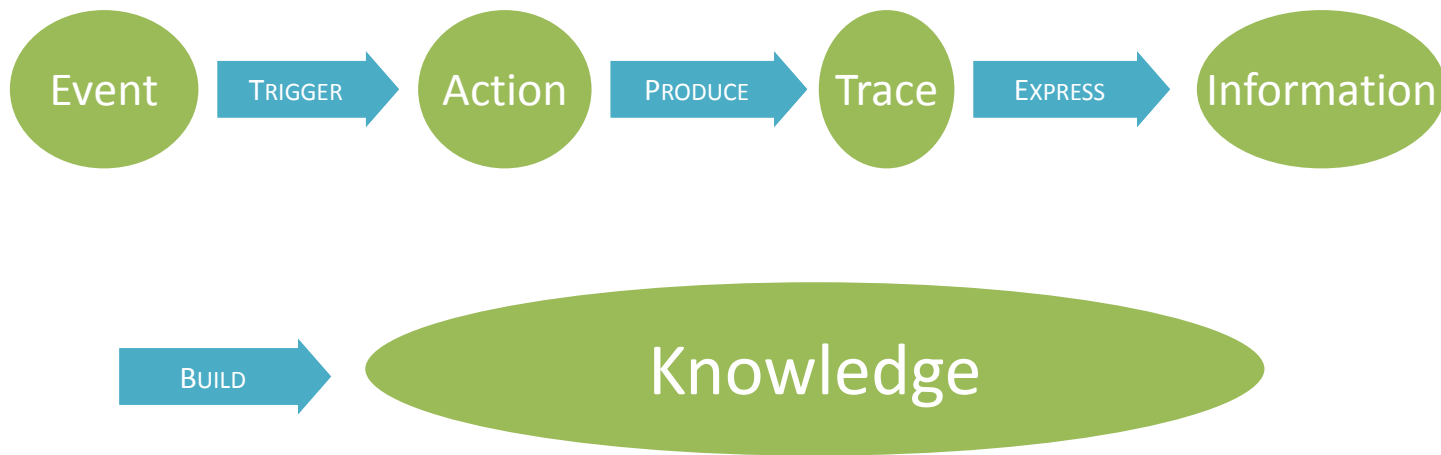 Event TRIGGER Action PRODUCE Trace EXPRESS Information
BUILD Knowledge